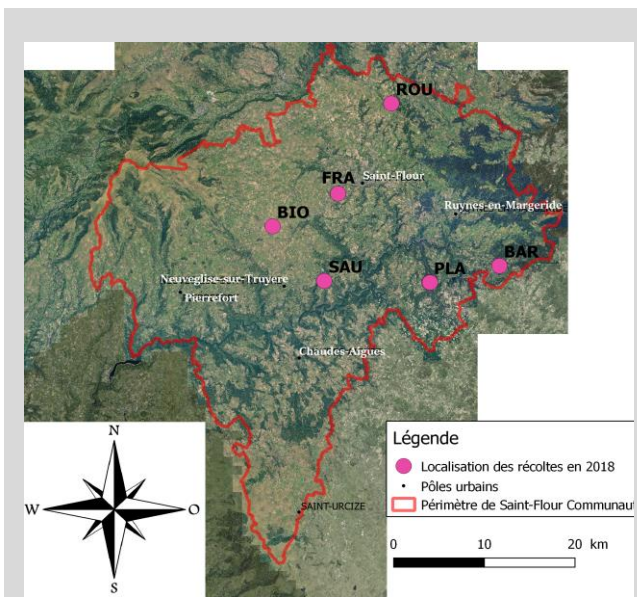 ROU
FRA
Saint-Flour
Ruynes-en-Margeride
BIO
BAR
Neuveglise-sur-Truyère
SAU
PLA
Pierrefort
Chaudes-Aigues
SAINT-URCIZE
N
W
O
S
Légende
Localisation des récoltes en 2018
Pôles urbains
Périmètre de Saint-Flour Communaut
0 10 20 km